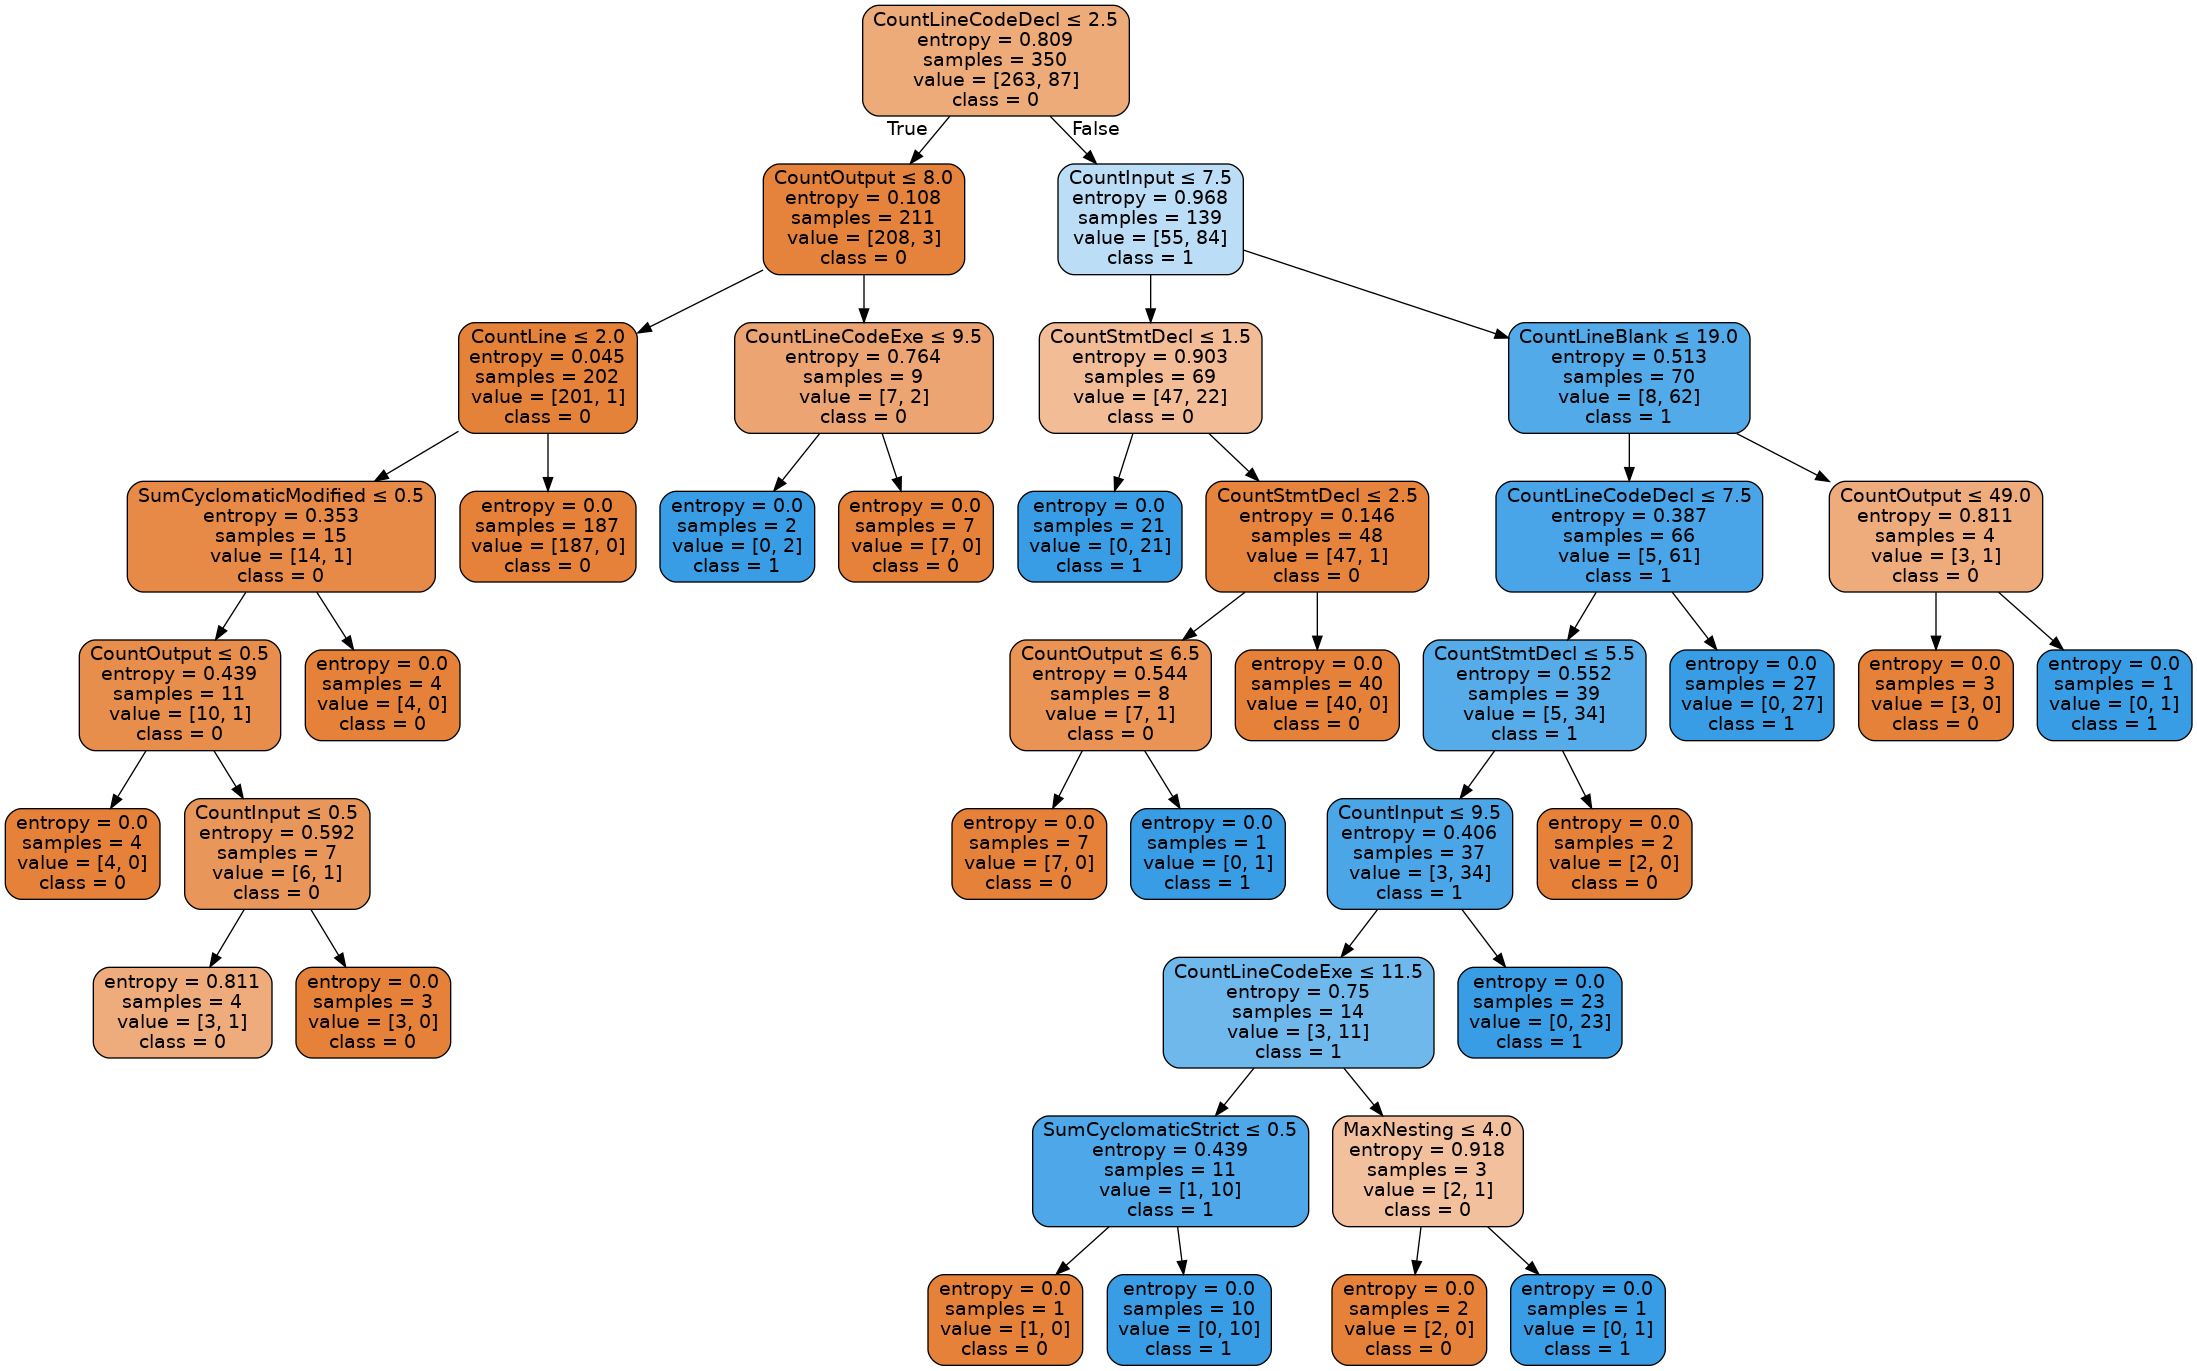 CountLineCodeDecl ≤ 2.5
entropy = 0.809
samples = 350
value = [263, 87]
class = 0
True
False
CountOutput ≤ 8.0
entropy = 0.108
samples = 211
value = [208, 3]
class = 0
CountInput ≤ 7.5
entropy = 0.968
samples = 139
value = [55, 84]
class = 1
CountLine ≤ 2.0
entropy = 0.045
samples = 202
value = [201, 1]
class = 0
CountLineCodeExe ≤ 9.5
entropy = 0.764
samples = 9
value = [7, 2]
class = 0
CountStmtDecl ≤ 1.5
entropy = 0.903
samples = 69
value = [47, 22]
class = 0
CountLineBlank ≤ 19.0
entropy = 0.513
samples = 70
value = [8, 62]
class = 1
SumCyclomaticModified ≤ 0.5
entropy = 0.353
samples = 15
value = [14, 1]
class = 0
entropy = 0.0
samples = 187
value = [187, 0]
class = 0
entropy = 0.0
samples = 2
value = [0, 2]
class = 1
entropy = 0.0
samples = 7
value = [7, 0]
class = 0
entropy = 0.0
samples = 21
value = [0, 21]
class = 1
CountStmtDecl ≤ 2.5
entropy = 0.146
samples = 48
value = [47, 1]
class = 0
CountLineCodeDecl ≤ 7.5
entropy = 0.387
samples = 66
value = [5, 61]
class = 1
CountOutput ≤ 49.0
entropy = 0.811
samples = 4
value = [3, 1]
class = 0
CountOutput ≤ 0.5
entropy = 0.439
samples = 11
value = [10, 1]
class = 0
entropy = 0.0
samples = 4
value = [4, 0]
class = 0
CountOutput ≤ 6.5
entropy = 0.544
samples = 8
value = [7, 1]
class = 0
entropy = 0.0
samples = 40
value = [40, 0]
class = 0
CountStmtDecl ≤ 5.5
entropy = 0.552
samples = 39
value = [5, 34]
class = 1
entropy = 0.0
samples = 27
value = [0, 27]
class = 1
entropy = 0.0
samples = 3
value = [3, 0]
class = 0
entropy = 0.0
samples = 1
value = [0, 1]
class = 1
entropy = 0.0
samples = 4
value = [4, 0]
class = 0
CountInput ≤ 0.5
entropy = 0.592
samples = 7
value = [6, 1]
class = 0
entropy = 0.0
samples = 7
value = [7, 0]
class = 0
entropy = 0.0
samples = 1
value = [0, 1]
class = 1
CountInput ≤ 9.5
entropy = 0.406
samples = 37
value = [3, 34]
class = 1
entropy = 0.0
samples = 2
value = [2, 0]
class = 0
entropy = 0.811
samples = 4
value = [3, 1]
class = 0
entropy = 0.0
samples = 3
value = [3, 0]
class = 0
CountLineCodeExe ≤ 11.5
entropy = 0.75
samples = 14
value = [3, 11]
class = 1
entropy = 0.0
samples = 23
value = [0, 23]
class = 1
SumCyclomaticStrict ≤ 0.5
entropy = 0.439
samples = 11
value = [1, 10]
class = 1
MaxNesting ≤ 4.0
entropy = 0.918
samples = 3
value = [2, 1]
class = 0
entropy = 0.0
samples = 1
value = [1, 0]
class = 0
entropy = 0.0
samples = 10
value = [0, 10]
class = 1
entropy = 0.0
samples = 2
value = [2, 0]
class = 0
entropy = 0.0
samples = 1
value = [0, 1]
class = 1